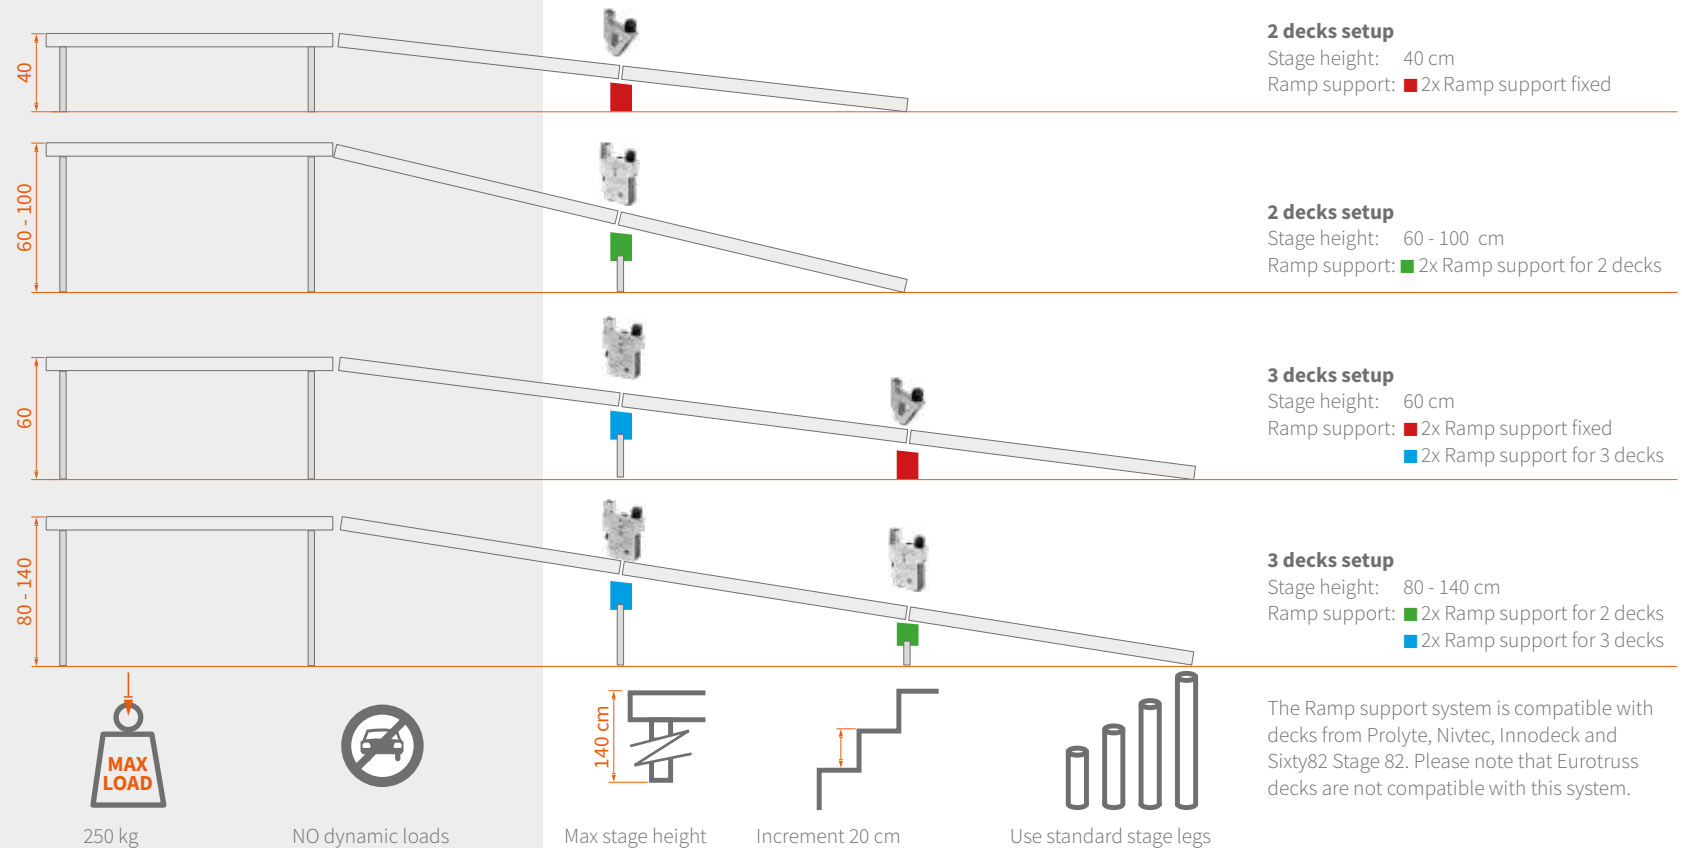 40
2 decks setup
Stage height: 40 cm
Ramp support: 2x Ramp support fixed
60 - 100
2 decks setup
Stage height: 60 - 100 cm
Ramp support: 2x Ramp support for 2 decks
60
3 decks setup
Stage height: 60 cm
Ramp support: 2x Ramp support fixed
2x Ramp support for 3 decks
80 - 140
3 decks setup
Stage height: 80 - 140 cm
Ramp support: 2x Ramp support for 2 decks
2x Ramp support for 3 decks
MAX
LOAD
250 kg
NO dynamic loads
140 cm
Max stage height
Increment 20 cm
Use standard stage legs
The Ramp support system is compatible with
decks from Prolyte, Nivtec, Innodeck and
Sixty82 Stage 82. Please note that Eurotruss
decks are not compatible with this system.